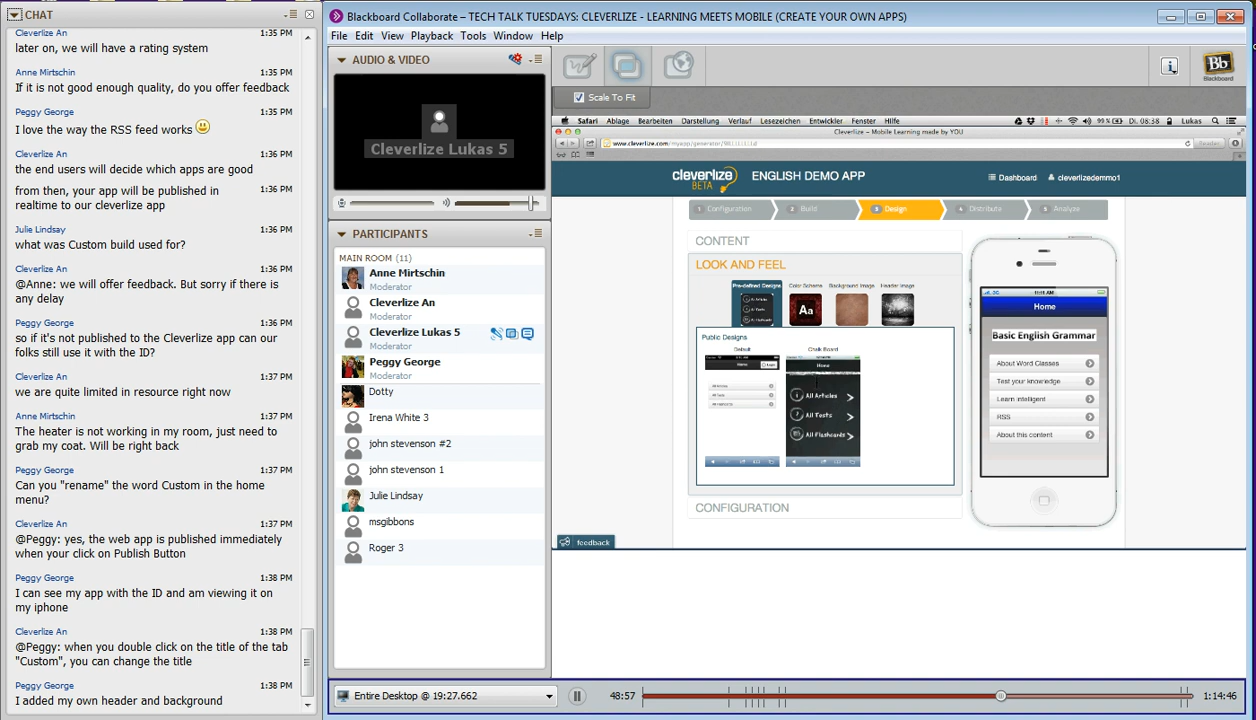 CHAT
Cleverlize An 1:35 PM
later on, we will have a rating system
Anne Mirtschin 1:35 PM
If it is not good enough quality, do you offer feedback
Peggy George 1:35 PM
I love the way the RSS feed works
Cleverlize An 1:36 PM
the end users will decide which apps are good
from then, your app will be published in 1:36 PM
realtime to our cleverlize app
Julie Lindsay 1:36 PM
what was Custom build used for?
Cleverlize An 1:36 PM
@Anne: we will offer feedback. But sorry if there is
any delay
Peggy George 1:36 PM
so if it's not published to the Cleverlize app can our
folks still use it with the ID?
Cleverlize An 1:37 PM
we are quite limited in resource right now
Anne Mirtschin 1:37 PM
The heater is not working in my room, just need to
grab my coat. Will be right back
Peggy George 1:37 PM
Can you "rename" the word Custom in the home
menu?
Cleverlize An 1:37 PM
@Peggy: yes, the web app is published immediately
when your click on Publish Button
Peggy George 1:38 PM
I can see my app with the ID and am viewing it on
my iphone
Cleverlize An 1:38 PM
@Peggy: when you double click on the title of the tab
"Custom", you can change the title
Peggy George 1:38 PM
I added my own header and background
Blackboard Collaborate – TECH TALK TUESDAYS: CLEVERLIZE - LEARNING MEETS MOBILE (CREATE YOUR OWN APPS)
File Edit View Playback Tools Window Help
AUDIO & VIDEO
Cleverlize Lukas 5
PARTICIPANTS
MAIN ROOM (11)
Anne Mirtschin
Moderator
Cleverlize An
Moderator
Cleverlize Lukas 5
Moderator
Peggy George
Moderator
Dotty
Irena White 3
john stevenson #2
john stevenson 1
Julie Lindsay
msgibbons
Roger 3
Bb
Blackboard
Scale To Fit
Safari Ablage Bearbeiten Darstellung Verlauf Lesezeichen Entwickler Fenster Hilfe 99% Di. 08:38 Lukas
Cleverlize – Mobile Learning made by YOU
Reader
cleverlize BETA ENGLISH DEMO APP Dashboard cleverlizedemmo1
1 Configuration 2 Build 3 Design 4 Distribute 5 Analyze
CONTENT
LOOK AND FEEL
Pre-defined Designs Color Scheme Background Image Header Image
Aa
Public Designs
Default Chalk Board
Home
Login
Home
All Articles
All Tests
All Flashcards
CONFIGURATION
Home
Basic English Grammar
About Word Classes
Test your knowledge
Learn intelligent
RSS
About this content
feedback
Entire Desktop @ 19:27.662 48:57 1:14:46